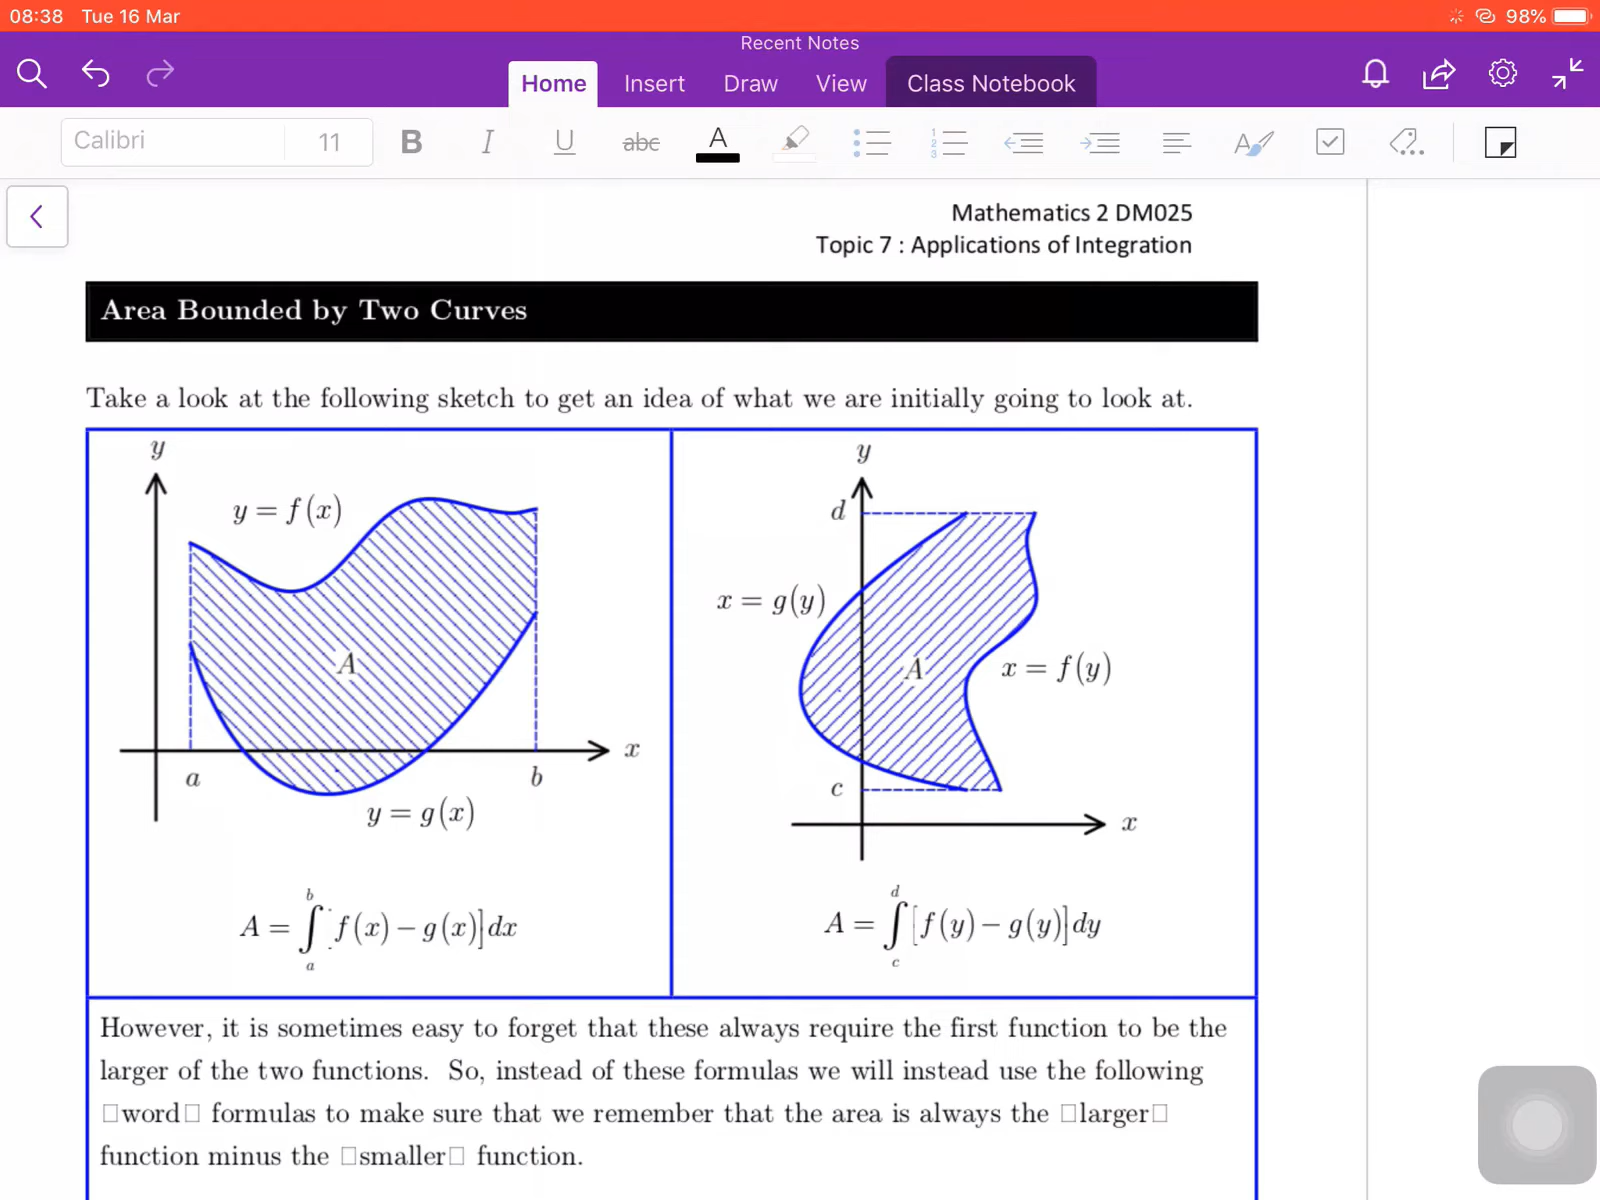 08:38 Tue 16 Mar
98%
Recent Notes
Home Insert Draw View Class Notebook
Calibri 11 B I U abc A
Mathematics 2 DM025
Topic 7 : Applications of Integration
Area Bounded by Two Curves
Take a look at the following sketch to get an idea of what we are initially going to look at.
y
y = f(x)
A
a
b
x
y = g(x)
A = ∫_a^b [f(x) − g(x)]dx
y
d
x = g(y)
A
x = f(y)
c
x
A = ∫_c^d [f(y) − g(y)]dy
However, it is sometimes easy to forget that these always require the first function to be the
larger of the two functions. So, instead of these formulas we will instead use the following
□word□ formulas to make sure that we remember that the area is always the □larger□
function minus the □smaller□ function.